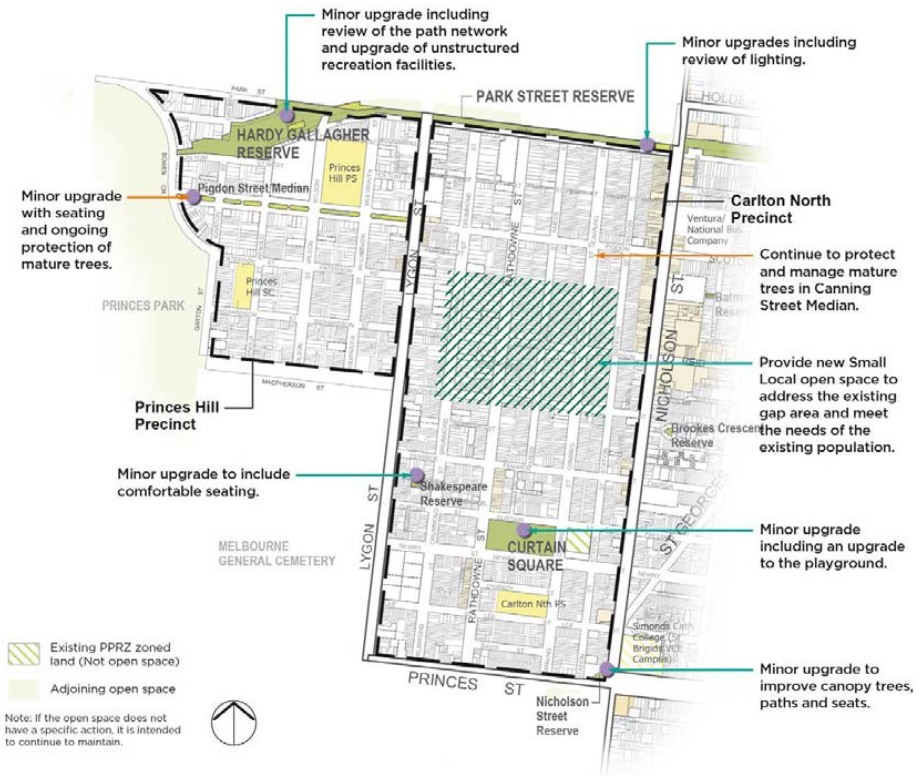 Minor upgrade including
review of the path network
and upgrade of unstructured
recreation facilities.
Minor upgrades including
review of lighting.
PARK ST
PARK STREET RESERVE
HOLDEN
HARDY GALLAGHER
RESERVE
Princes
Hill PS
BOWEN
Pigdon Street Median
Minor upgrade
with seating
and ongoing
protection of
mature trees.
Carlton North
Precinct
Ventura/
National Bus
Company
Continue to protect
and manage mature
trees in Canning
Street Median.
LYGON ST
RATHDOWNE ST
NICHOLSON ST
Princes
Hill SC
PRINCES PARK
GARTON ST
MACPHERSON ST
Provide new Small
Local open space to
address the existing
gap area and meet
the needs of the
existing population.
Princes Hill
Precinct
Brookes Crescent
Reserve
Minor upgrade to include
comfortable seating.
Shakespeare
Reserve
LYGON ST
ST GEORGES
MELBOURNE
GENERAL CEMETERY
CURTAIN
CURTAIN
SQUARE
Minor upgrade
including an upgrade
to the playground.
RATHDOWNE ST
Carlton Nth PS
Simonds Cath
College (St
Brigids VCE
Campus)
Existing PPRZ zoned
land (Not open space)
Adjoining open space
PRINCES ST
Nicholson
Street
Reserve
Minor upgrade to
improve canopy trees,
paths and seats.
Note: If the open space does not
have a specific action, it is intended
to continue to maintain.